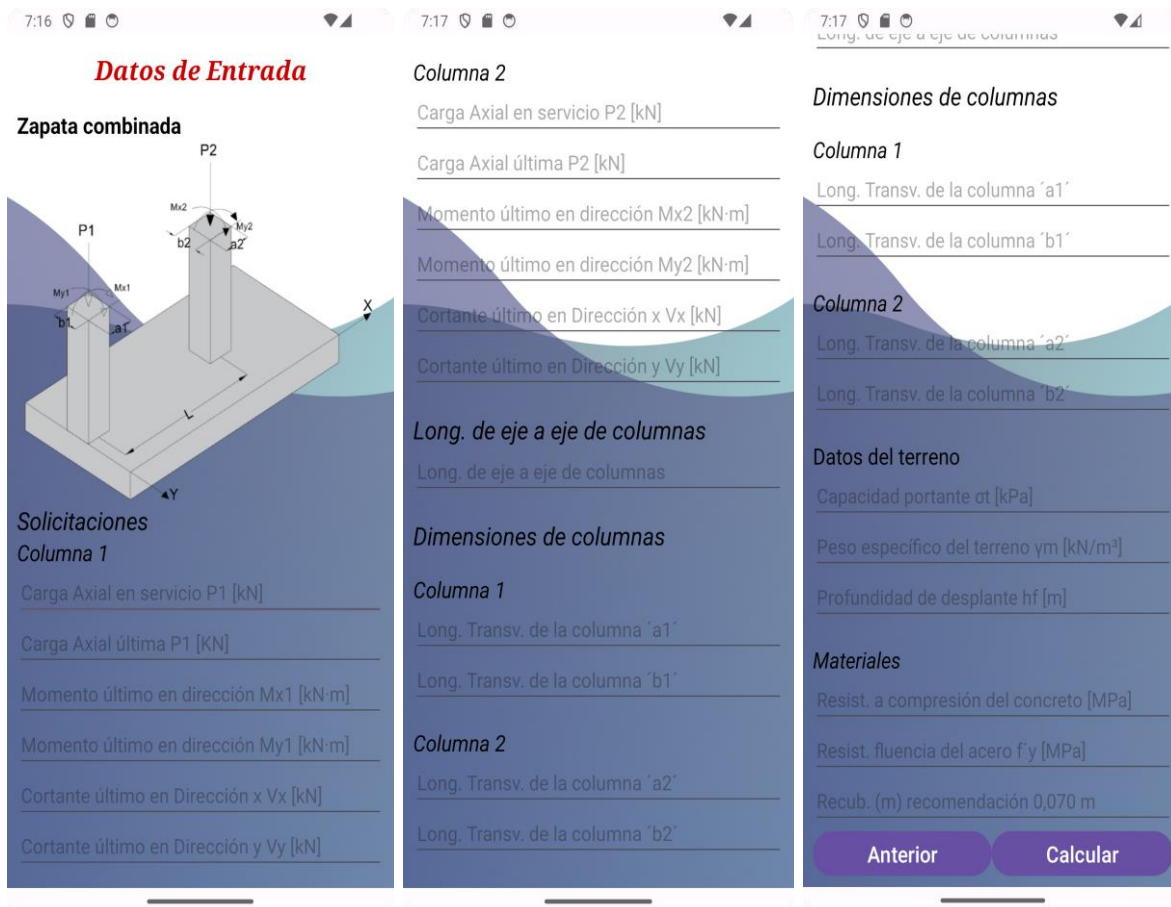 7:16
Datos de Entrada
Zapata combinada
P2
Mx2
My2
b2
a2
P1
My1
Mx1
b1
a1
X
L
Y
Solicitaciones
Columna 1
Carga Axial en servicio P1 [kN]
Carga Axial última P1 [KN]
Momento último en dirección Mx1 [kN·m]
Momento último en dirección My1 [kN·m]
Cortante último en Dirección x Vx [kN]
Cortante último en Dirección y Vy [kN]
7:17
Columna 2
Carga Axial en servicio P2 [kN]
Carga Axial última P2 [kN]
Momento último en dirección Mx2 [kN·m]
Momento último en dirección My2 [kN·m]
Cortante último en Dirección x Vx [kN]
Cortante último en Dirección y Vy [kN]
Long. de eje a eje de columnas
Long. de eje a eje de columnas
Dimensiones de columnas
Columna 1
Long. Transv. de la columna ´a1´
Long. Transv. de la columna ´b1´
Columna 2
Long. Transv. de la columna ´a2´
Long. Transv. de la columna ´b2´
7:17
Long. de eje a eje de columnas
Dimensiones de columnas
Columna 1
Long. Transv. de la columna ´a1´
Long. Transv. de la columna ´b1´
Columna 2
Long. Transv. de la columna ´a2´
Long. Transv. de la columna ´b2´
Datos del terreno
Capacidad portante σt [kPa]
Peso específico del terreno γm [kN/m³]
Profundidad de desplante hf [m]
Materiales
Resist. a compresión del concreto [MPa]
Resist. fluencia del acero f´y [MPa]
Recub. (m) recomendación 0,070 m
Anterior
Calcular